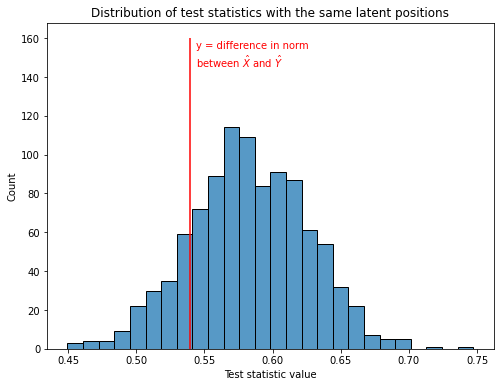 Distribution of test statistics with the same latent positions
160
140
120
100
80
60
40
20
0
Count
y = difference in norm
between X̂ and Ŷ
0.45 0.50 0.55 0.60 0.65 0.70 0.75
Test statistic value